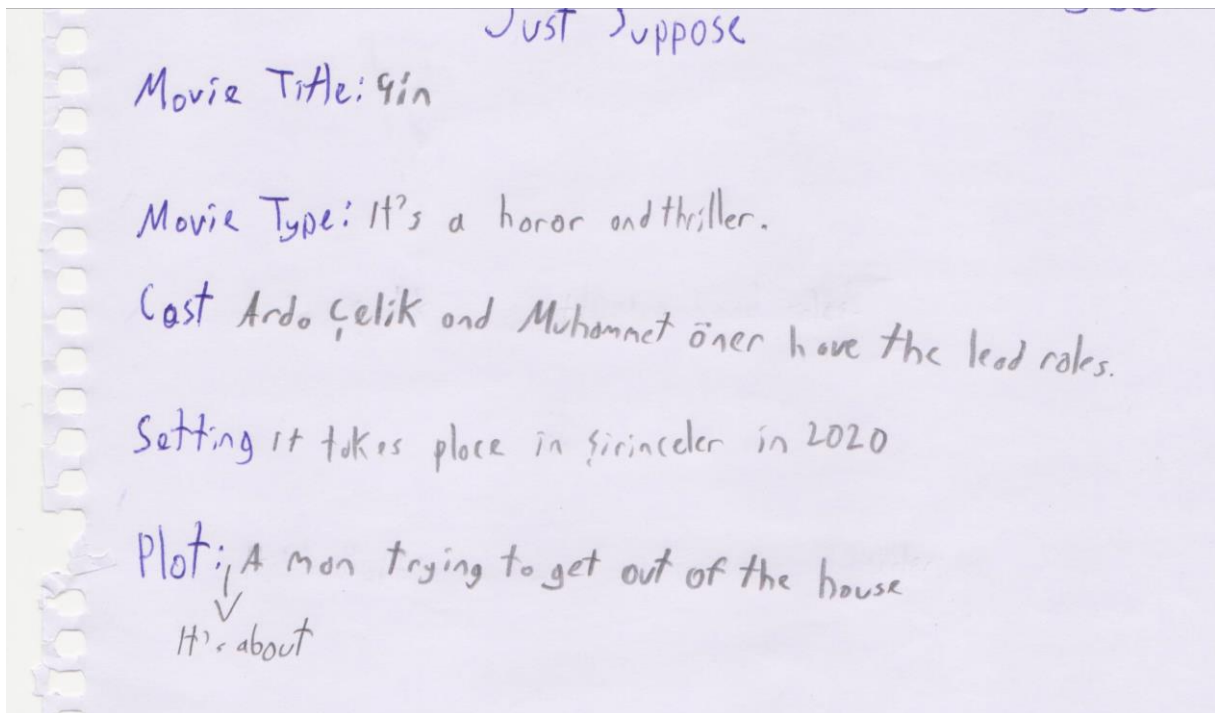 Just Suppose
Movie Title: Gin
Movie Type: It's a horor and thriller.
Cast Arda Çelik and Muhammet öner have the lead roles.
Setting it takes place in şirinceler in 2020
Plot: A man trying to get out of the house
It's about